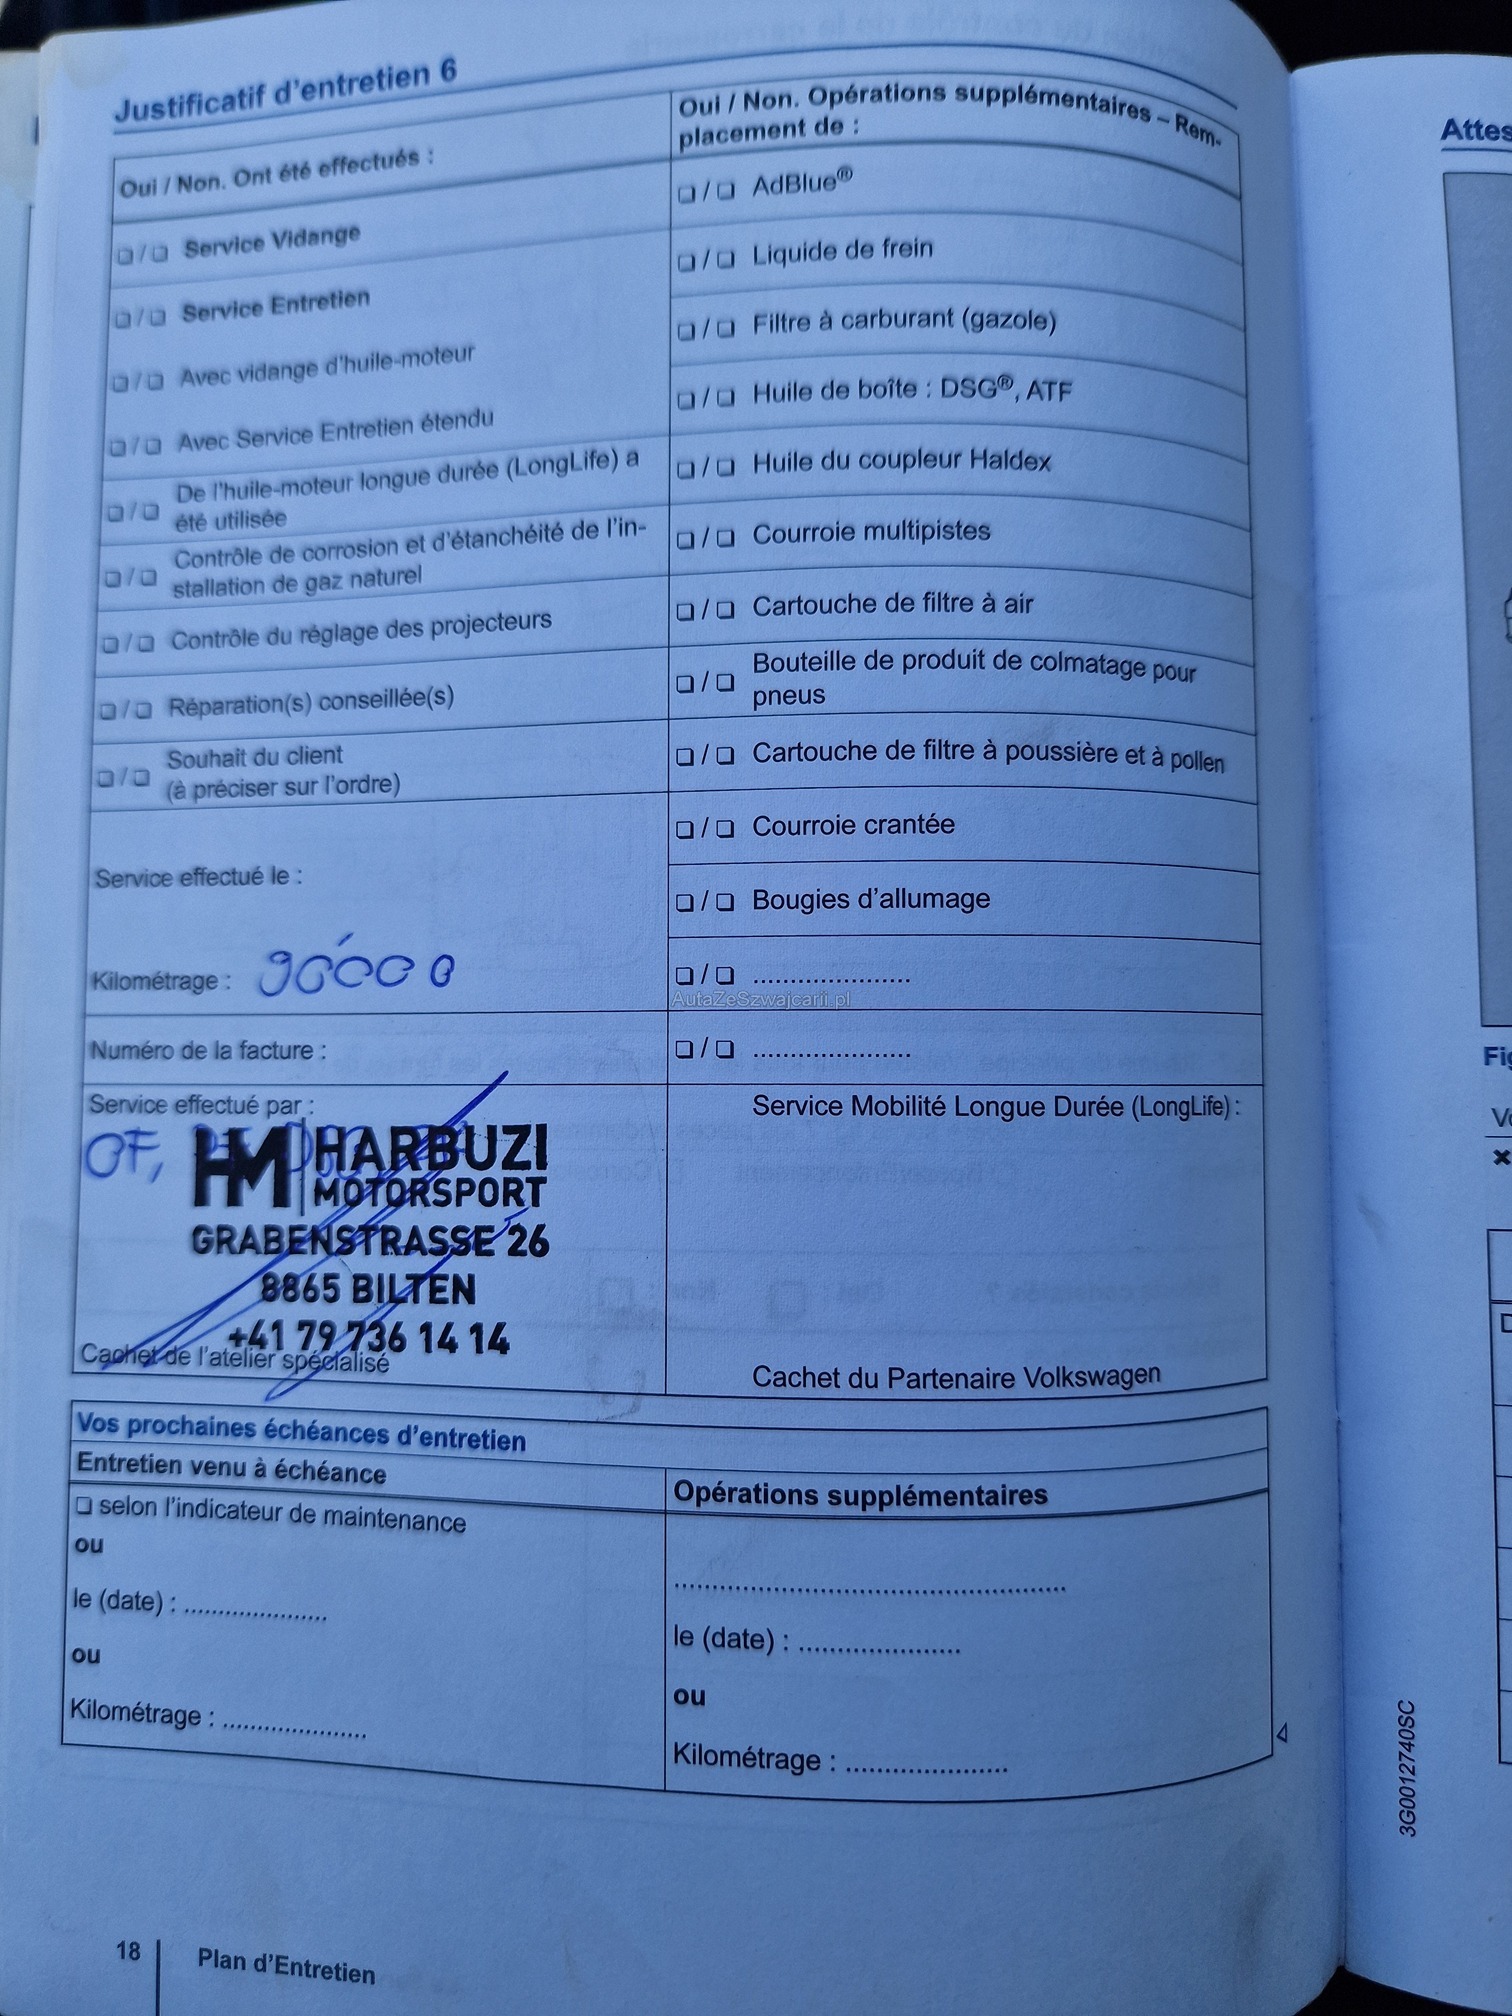 Justificatif d'entretien 6
Oui / Non. Ont été effectués :
❏ / ❏ Service Vidange
❏ / ❏ Service Entretien
❏ / ❏ Avec vidange d'huile-moteur
❏ / ❏ Avec Service Entretien étendu
❏ / ❏ De l'huile-moteur longue durée (LongLife) a
été utilisée
❏ / ❏ Contrôle de corrosion et d'étanchéité de l'in-
stallation de gaz naturel
❏ / ❏ Contrôle du réglage des projecteurs
❏ / ❏ Réparation(s) conseillée(s)
❏ / ❏ Souhait du client
(à préciser sur l'ordre)
Service effectué le :
Kilométrage : 90'000
Numéro de la facture :
Service effectué par :
OF,
HM HARBUZI
MOTORSPORT
GRABENSTRASSE 26
8865 BILTEN
+41 79 736 14 14
Cachet de l'atelier spécialisé
Oui / Non. Opérations supplémentaires – Rem-
placement de :
❏ / ❏ AdBlue®
❏ / ❏ Liquide de frein
❏ / ❏ Filtre à carburant (gazole)
❏ / ❏ Huile de boîte : DSG®, ATF
❏ / ❏ Huile du coupleur Haldex
❏ / ❏ Courroie multipistes
❏ / ❏ Cartouche de filtre à air
❏ / ❏ Bouteille de produit de colmatage pour
pneus
❏ / ❏ Cartouche de filtre à poussière et à pollen
❏ / ❏ Courroie crantée
❏ / ❏ Bougies d'allumage
❏ / ❏ .....................
AutaZeSzwajcarii.pl
❏ / ❏ .....................
Service Mobilité Longue Durée (LongLife) :
Cachet du Partenaire Volkswagen
Vos prochaines échéances d'entretien
Entretien venu à échéance
❏ selon l'indicateur de maintenance
ou
le (date) : .....................
ou
Kilométrage : .....................
Opérations supplémentaires
...................................................
le (date) : .....................
ou
Kilométrage : .....................
18 Plan d'Entretien
3G0012740SC
Attes
Fig